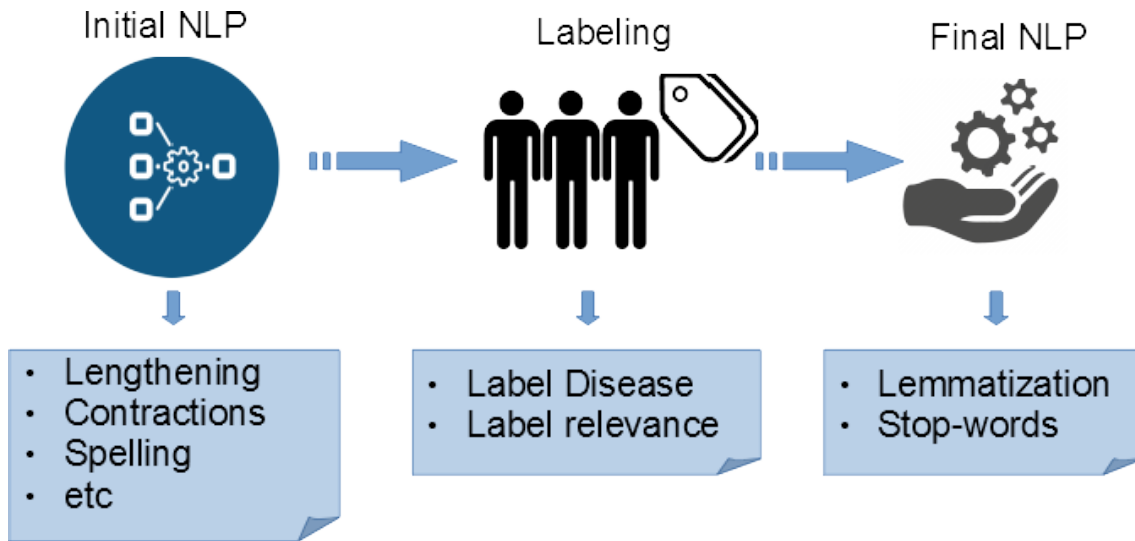 Initial NLP
Labeling
Final NLP
• Lengthening
• Contractions
• Spelling
• etc
• Label Disease
• Label relevance
• Lemmatization
• Stop-words